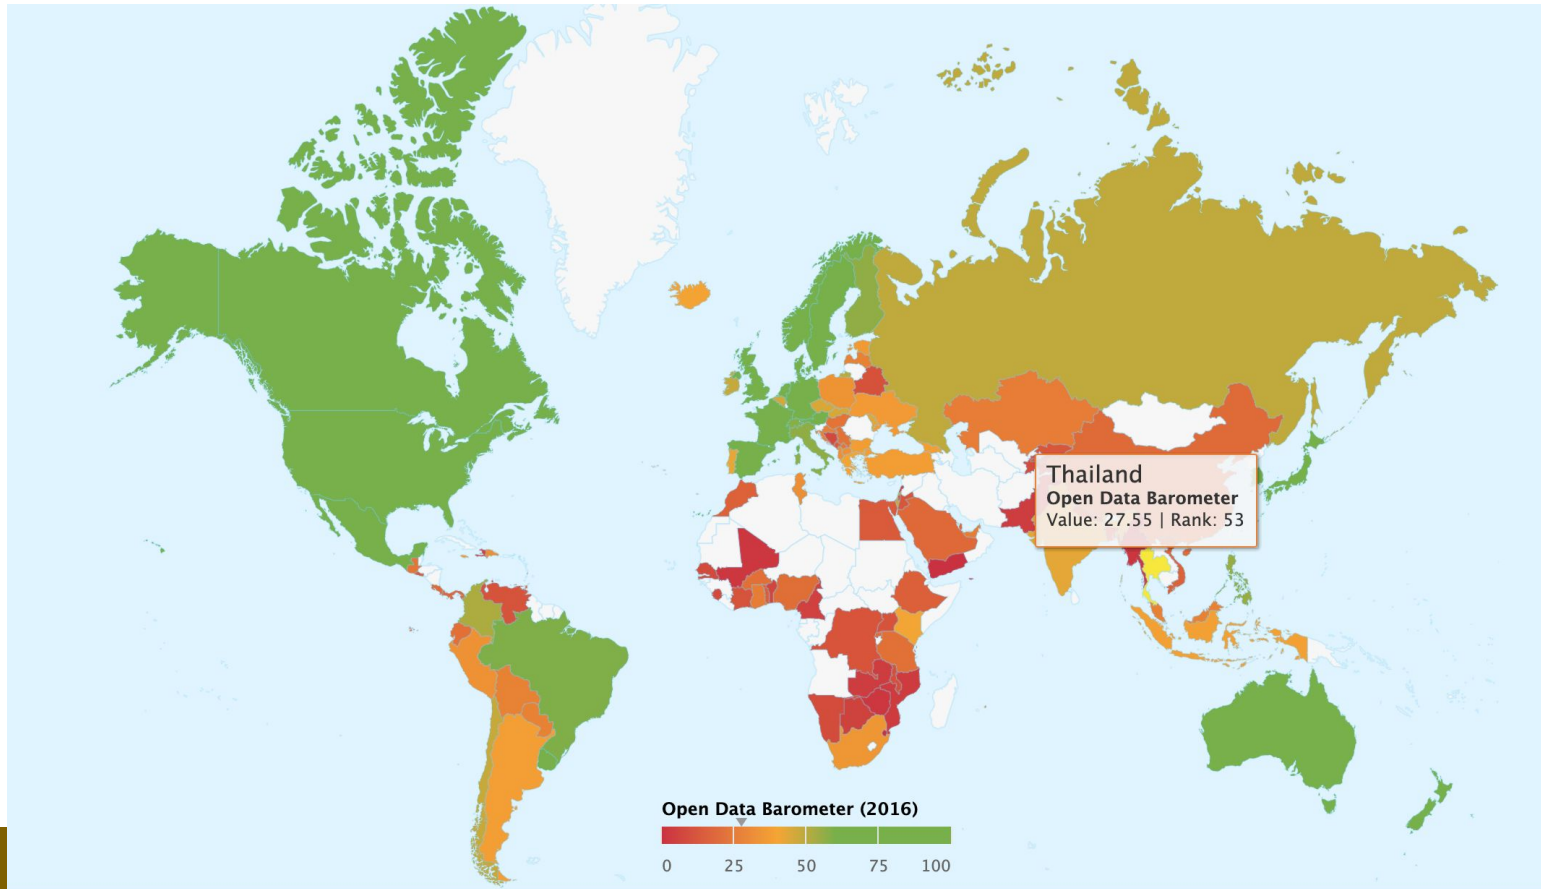 Thailand
Open Data Barometer
Value: 27.55 | Rank: 53
Open Data Barometer (2016)
0 25 50 75 100